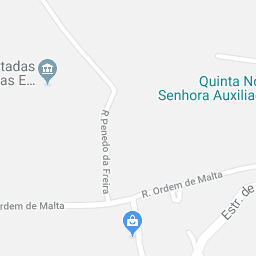 tadas
as E...
Quinta No
Senhora Auxilia
R Penedo da Freira
R. Ordem de Malta
Ordem de Malta
Estr. de